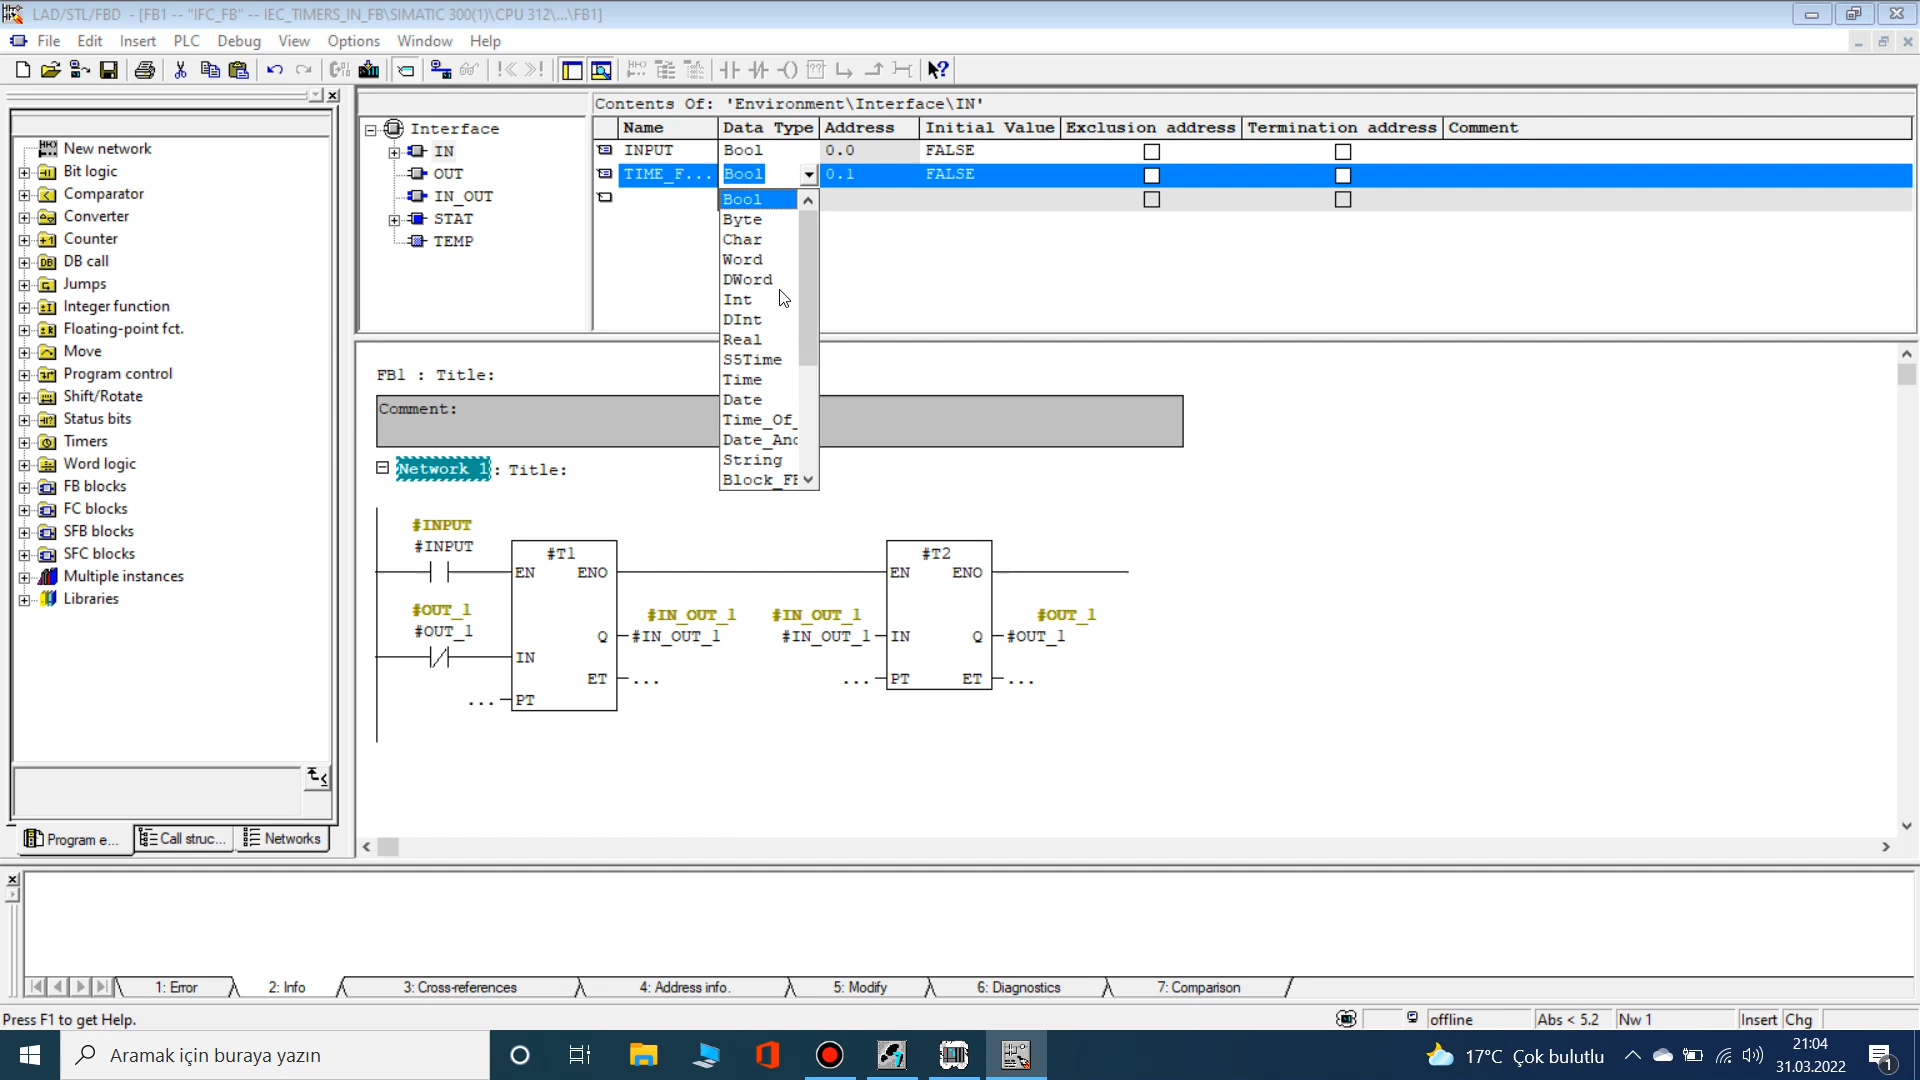 LAD/STL/FBD - [FB1 -- "IFC_FB" -- IEC_TIMERS_IN_FB\SIMATIC 300(1)\CPU 312\...\FB1]
File Edit Insert PLC Debug View Options Window Help
New network
Bit logic
Comparator
Converter
Counter
DB call
Jumps
Integer function
Floating-point fct.
Move
Program control
Shift/Rotate
Status bits
Timers
Word logic
FB blocks
FC blocks
SFB blocks
SFC blocks
Multiple instances
Libraries
Program e... Call struc... Networks
Interface
IN
OUT
IN_OUT
STAT
TEMP
Contents Of: 'Environment\Interface\IN'
Name Data Type Address Initial Value Exclusion address Termination address Comment
INPUT Bool 0.0 FALSE
TIME_F... Bool 0.1 FALSE
Bool
Byte
Char
Word
DWord
Int
DInt
Real
S5Time
Time
Date
Time_Of_
Date_And
String
Block_FB
FB1 : Title:
Comment:
Network 1: Title:
#INPUT
#INPUT
#T1
EN ENO
#OUT_1
#OUT_1
IN
... PT
Q
#IN_OUT_1
#IN_OUT_1
ET ...
#T2
EN ENO
#IN_OUT_1
#IN_OUT_1 IN
... PT
Q
#OUT_1
#OUT_1
ET ...
1: Error 2: Info 3: Cross-references 4: Address info. 5: Modify 6: Diagnostics 7: Comparison
Press F1 to get Help.
offline Abs < 5.2 Nw 1 Insert Chg
Aramak için buraya yazın
17°C Çok bulutlu
21:04
31.03.2022
1